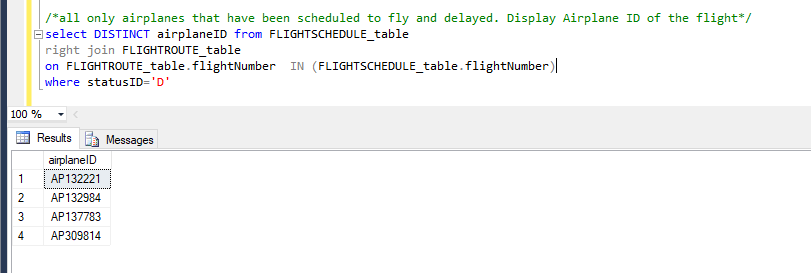 /*all only airplanes that have been scheduled to fly and delayed. Display Airplane ID of the flight*/
select DISTINCT airplaneID from FLIGHTSCHEDULE_table
right join FLIGHTROUTE_table
on FLIGHTROUTE_table.flightNumber  IN (FLIGHTSCHEDULE_table.flightNumber)
where statusID='D'
100 %
Results Messages
airplaneID
1 AP132221
2 AP132984
3 AP137783
4 AP309814